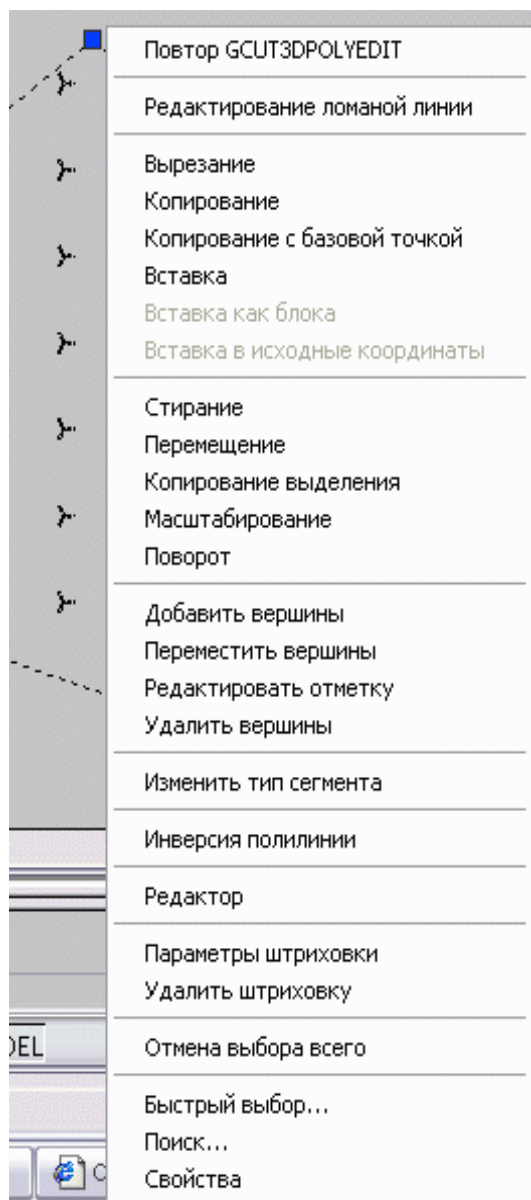 Повтор GCUT3DPOLYEDIT
Редактирование ломаной линии
Вырезание
Копирование
Копирование с базовой точкой
Вставка
Вставка как блока
Вставка в исходные координаты
Стирание
Перемещение
Копирование выделения
Масштабирование
Поворот
Добавить вершины
Переместить вершины
Редактировать отметку
Удалить вершины
Изменить тип сегмента
Инверсия полилинии
Редактор
Параметры штриховки
Удалить штриховку
DEL
Отмена выбора всего
Быстрый выбор...
Поиск...
Свойства